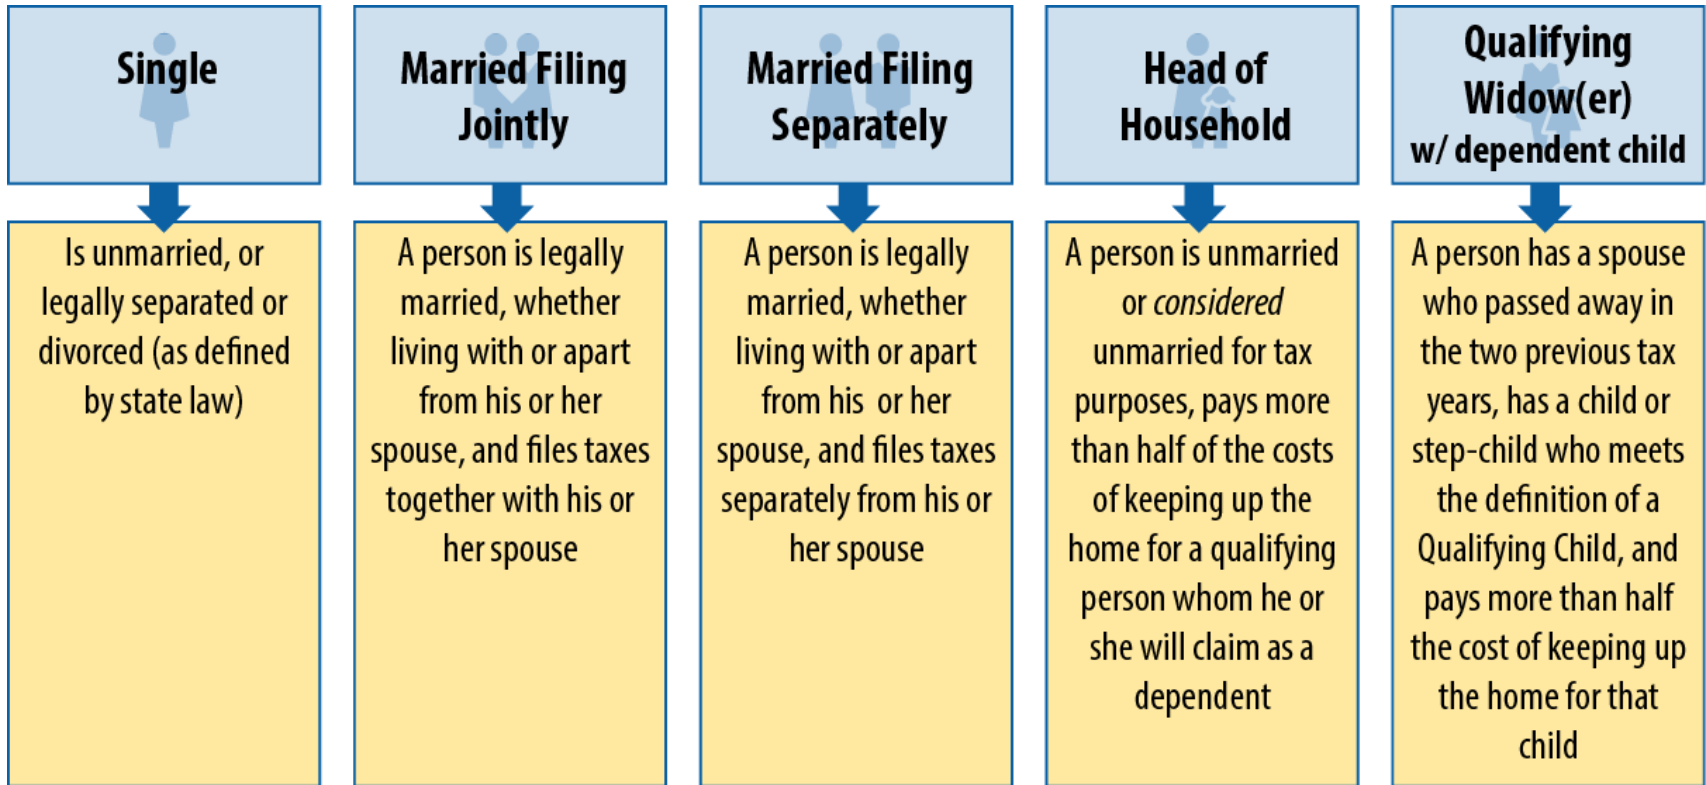 Single
Is unmarried, or
legally separated or
divorced (as defined
by state law)
Married Filing
Jointly
A person is legally
married, whether
living with or apart
from his or her
spouse, and files taxes
together with his or
her spouse
Married Filing
Separately
A person is legally
married, whether
living with or apart
from his or her
spouse, and files taxes
separately from his or
her spouse
Head of
Household
A person is unmarried
or considered
unmarried for tax
purposes, pays more
than half of the costs
of keeping up the
home for a qualifying
person whom he or
she will claim as a
dependent
Qualifying
Widow(er)
w/ dependent child
A person has a spouse
who passed away in
the two previous tax
years, has a child or
step-child who meets
the definition of a
Qualifying Child, and
pays more than half
the cost of keeping up
the home for that
child